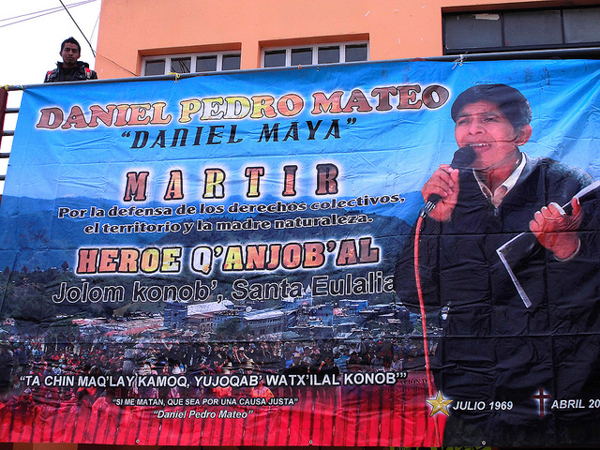 DANIEL PEDRO MATEO
"DANIEL MAYA"
MARTIR
Por la defensa de los derechos colectivos,
el territorio y la madre naturaleza.
HEROE Q'ANJOB'AL
Jolom konob', Santa Eulalia
"TA CHIN MAQ'LAY KAMOQ, YUJOQAB' WATX'ILAL KONOB'"
"SI ME MATAN, QUE SEA POR UNA CAUSA JUSTA"
"Daniel Pedro Mateo"
JULIO 1969
ABRIL 20